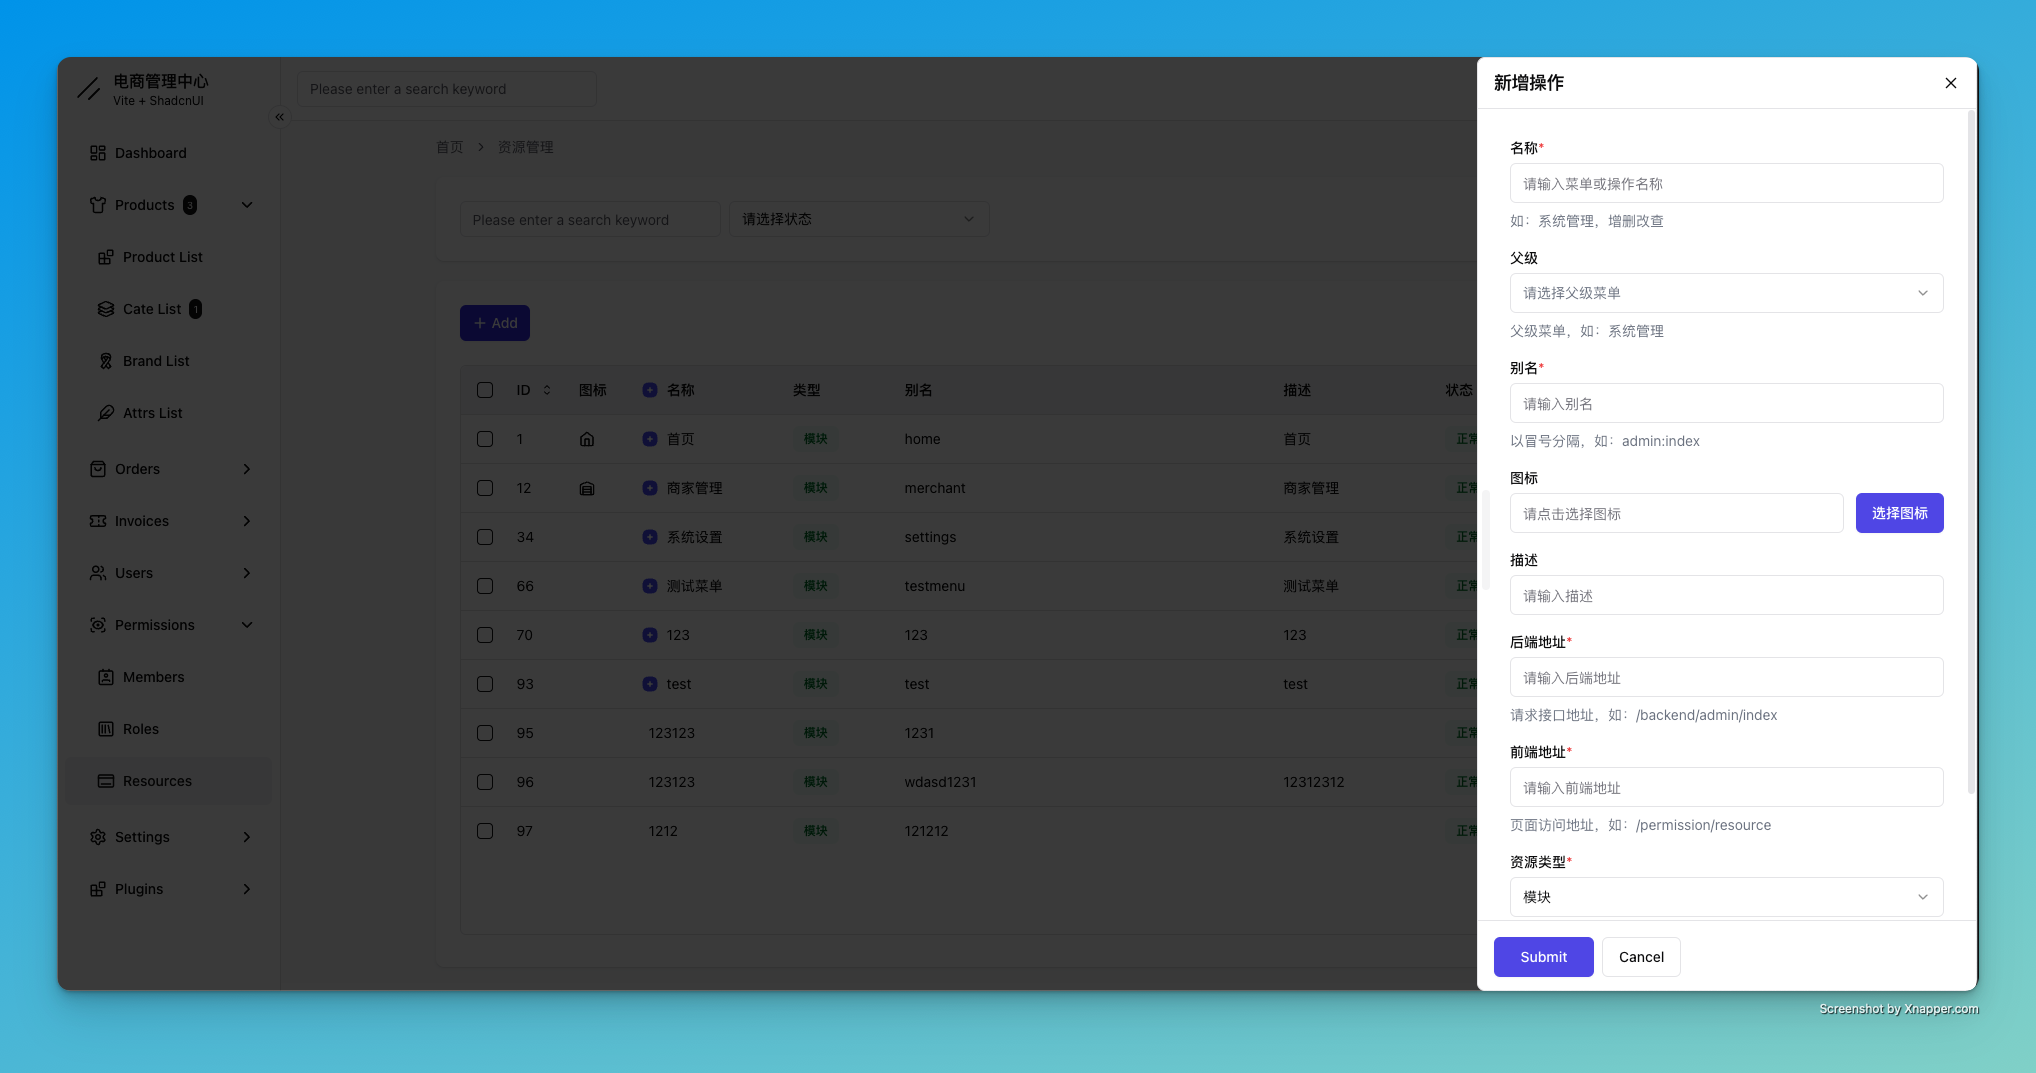 电商管理中心
Vite + ShadcnUI
Please enter a search keyword
Dashboard
Products 3
Product List
Cate List 1
Brand List
Attrs List
Orders
Invoices
Users
Permissions
Members
Roles
Resources
Settings
Plugins
首页 > 资源管理
Please enter a search keyword 请选择状态
+ Add
ID 图标 名称 类型 别名 描述 状态
1 首页 模块 home 首页 正常
12 商家管理 模块 merchant 商家管理 正常
34 系统设置 模块 settings 系统设置 正常
66 测试菜单 模块 testmenu 测试菜单 正常
70 123 模块 123 123 正常
93 test 模块 test test 正常
95 123123 模块 1231 正常
96 123123 模块 wdasd1231 12312312 正常
97 1212 模块 121212 正常
新增操作
名称*
请输入菜单或操作名称
如：系统管理，增删改查
父级
请选择父级菜单
父级菜单，如：系统管理
别名*
请输入别名
以冒号分隔，如：admin:index
图标
请点击选择图标 选择图标
描述
请输入描述
后端地址*
请输入后端地址
请求接口地址，如：/backend/admin/index
前端地址*
请输入前端地址
页面访问地址，如：/permission/resource
资源类型*
模块
Submit Cancel
Screenshot by Xnapper.com